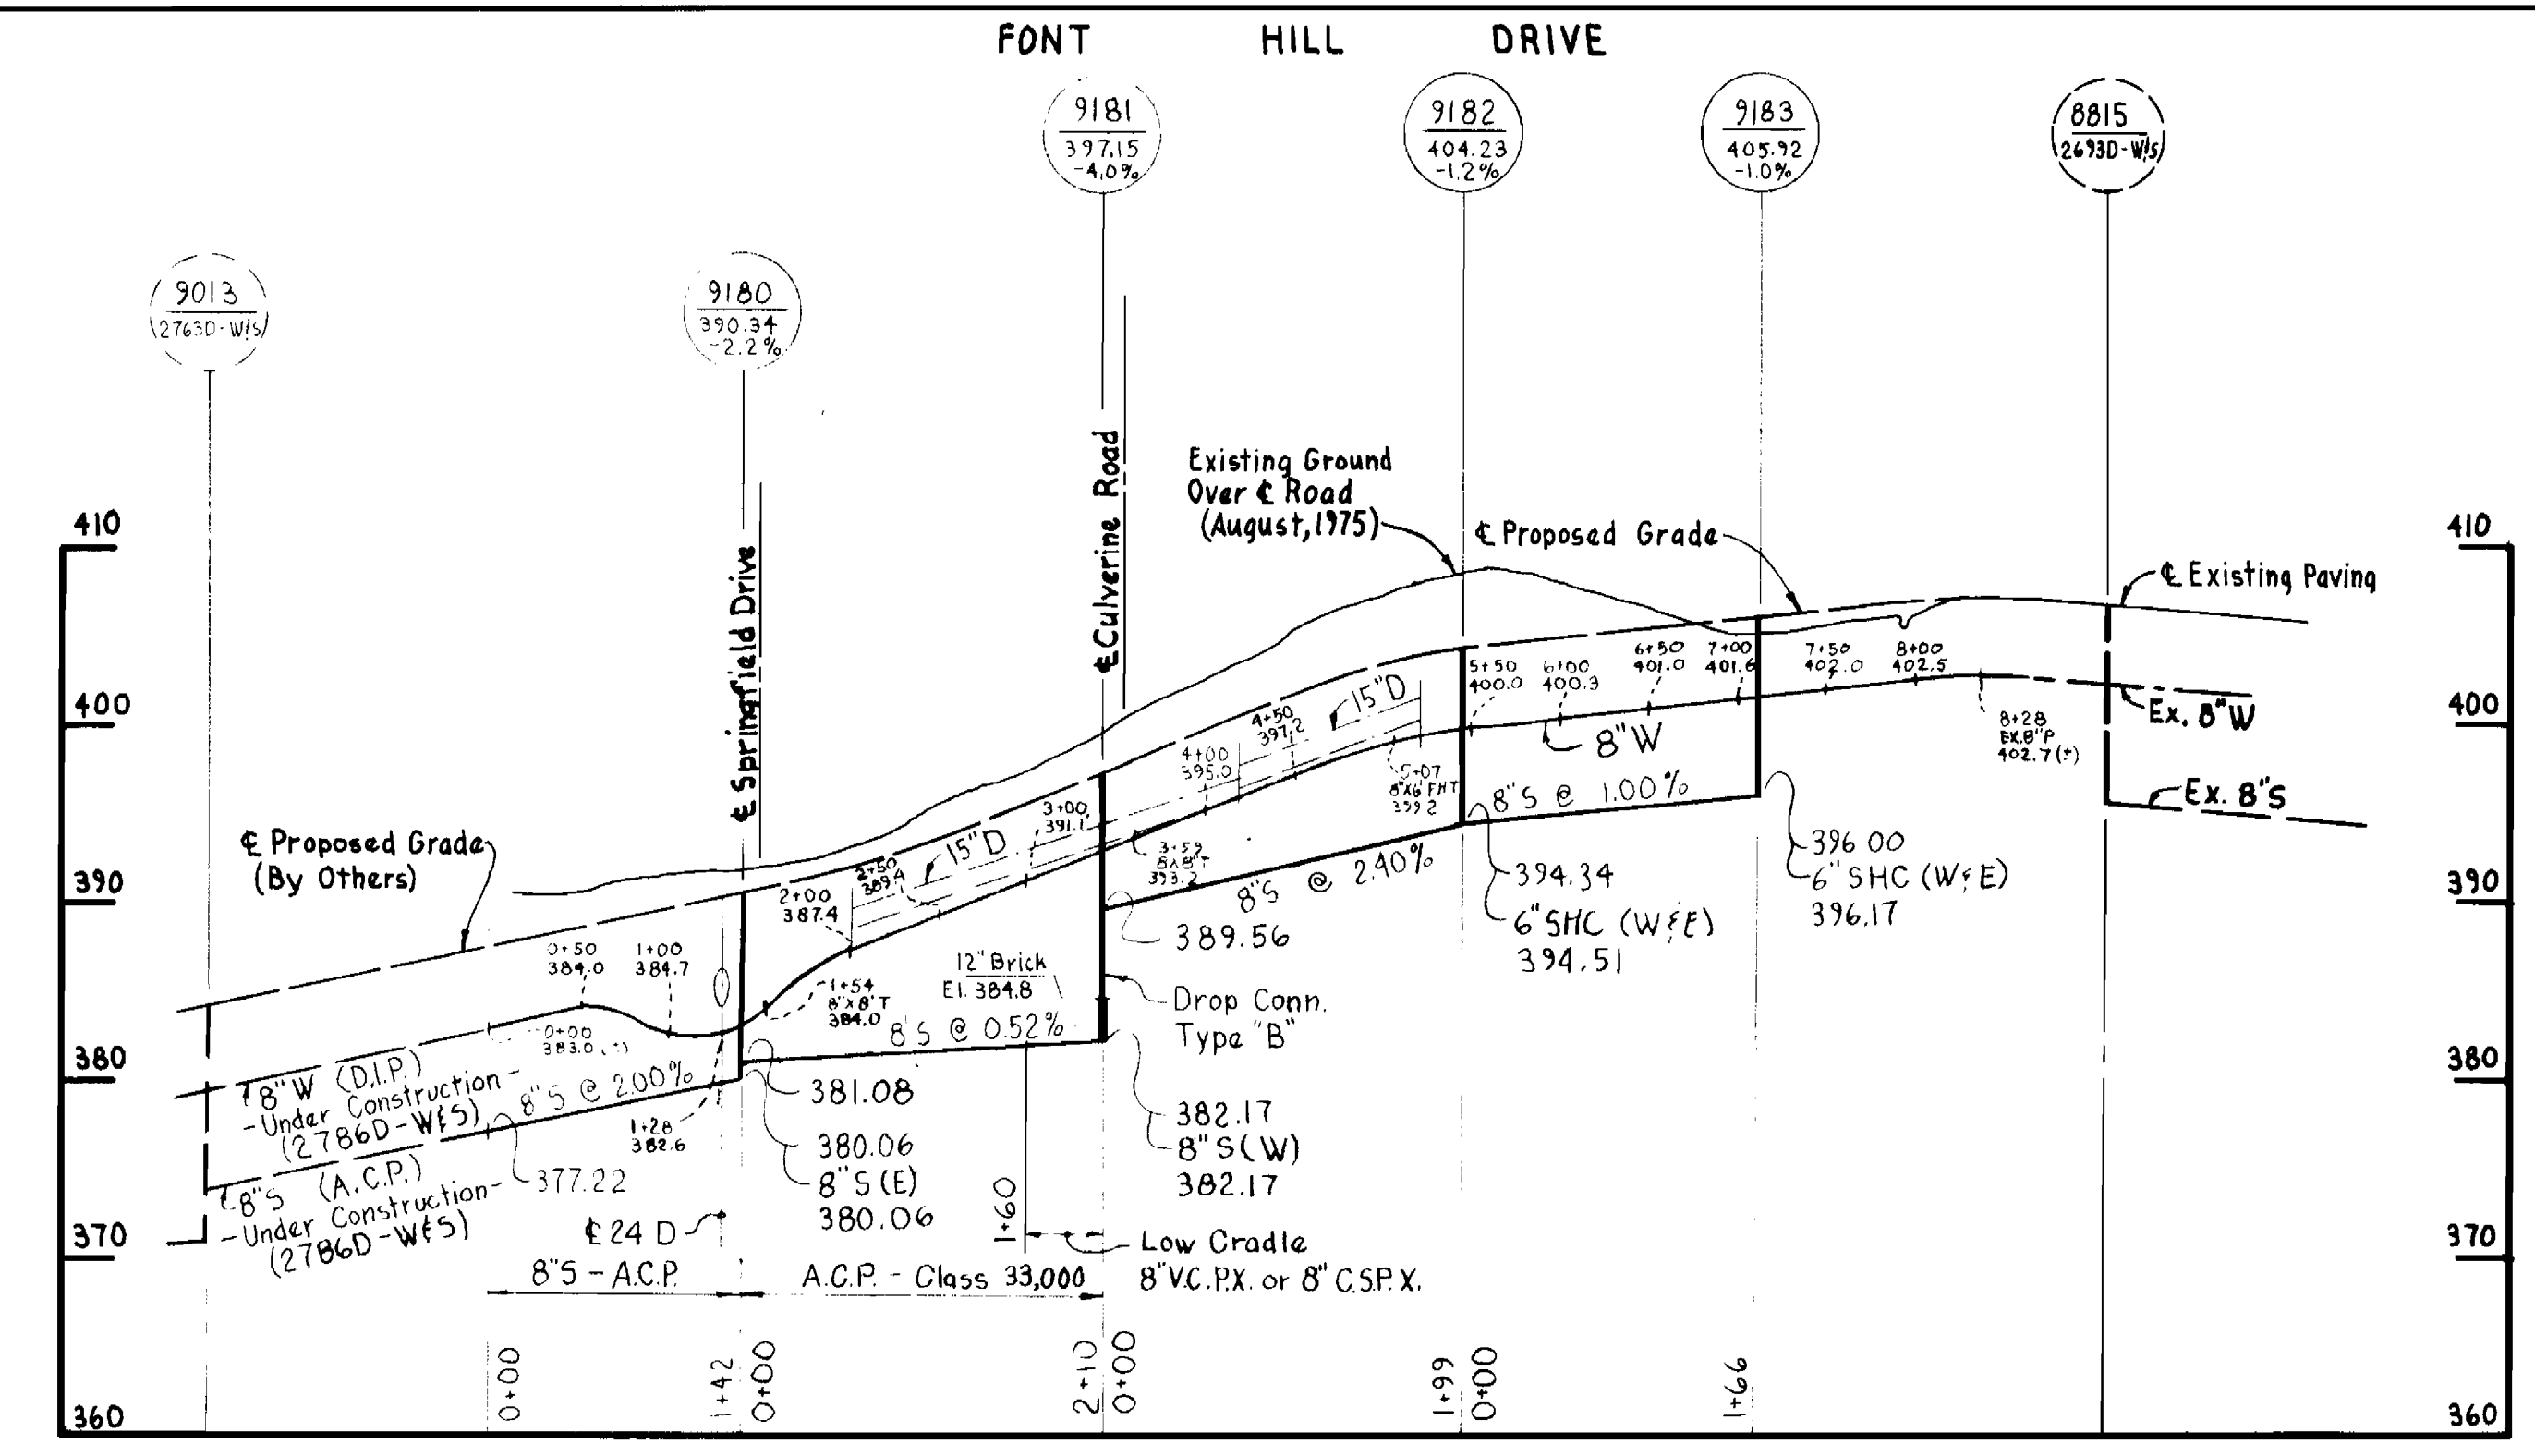 FONT HILL DRIVE
9013
2763D-W&S
9180
390.34
-2.2%
9181
397.15
-4.0%
9182
404.23
-1.2%
9183
405.92
-1.0%
8815
2693D-W&S
410
400
390
380
370
360
410
400
390
380
370
360
℄ Proposed Grade
(By Others)
℄ Springfield Drive
℄ Culverine Road
Existing Ground
Over ℄ Road
(August,1975)
℄ Proposed Grade
℄ Existing Paving
0+50
384.0
1+00
384.7
0+00
383.0 (±)
1+28
382.6
1+54
8"X8"T
384.0
2+00
387.4
2+50
389.4
15"D
3+00
391.1
3+59
8X8"T
393.2
4+00
395.0
4+50
397.2
15"D
5+07
8"X6"FHT
399.2
5+50
400.0
6+00
400.3
6+50
401.0
7+00
401.6
7+50
402.0
8+00
402.5
8+28
EX.8"P
402.7(±)
8"W
Ex. 8"W
Ex. 8"S
8"W (D.I.P.)
-Under Construction-
(2786D-W&S)
8"S @ 2.00%
8"S (A.C.P.)
-Under Construction-
(2786D-W&S)
377.22
12" Brick
El. 384.8
8"S @ 0.52%
381.08
380.06
8"S (E)
380.06
8"S @ 2.40%
389.56
Drop Conn.
Type "B"
382.17
8"S(W)
382.17
8"S @ 1.00%
394.34
6"SHC (W&E)
394.51
396.00
6"SHC (W&E)
396.17
℄ 24 D
1+60
Low Cradle
8"V.C.P.X. or 8" C.S.P.X.
8"S - A.C.P.
A.C.P. - Class 33,000
0+00
1+42
0+00
2+10
0+00
1+99
0+00
1+66